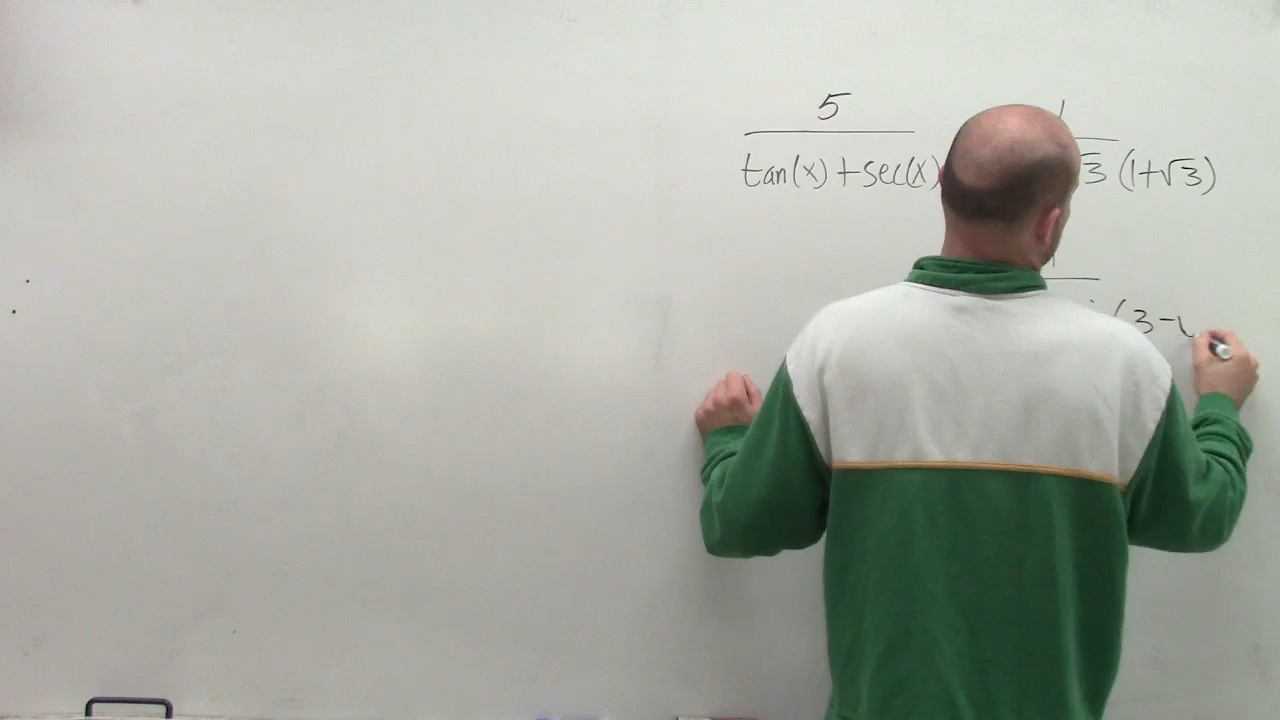 5 1
tan(x) + sec(x) √3 (1+√3)
(3-